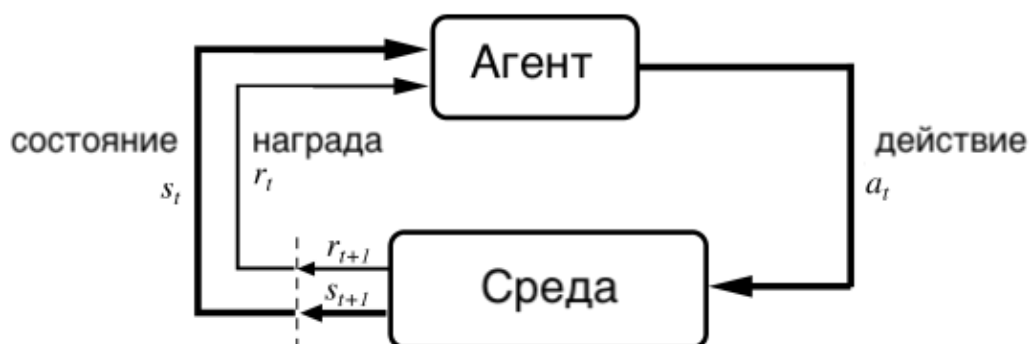 Агент
состояние
s_t
награда
r_t
действие
a_t
r_{t+1}
s_{t+1}
Среда